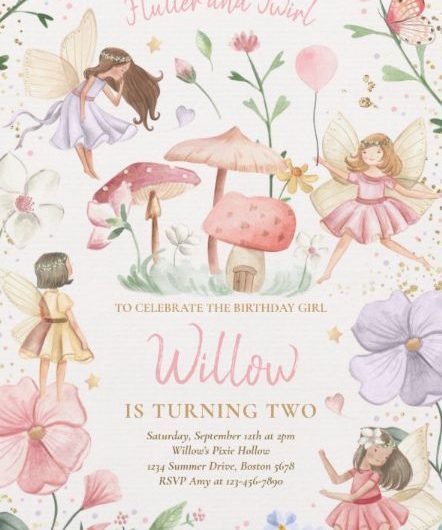 Flutter and Swirl
TO CELEBRATE THE BIRTHDAY GIRL
Willow
IS TURNING TWO
Saturday, September 12th at 2pm
Willow's Pixie Hollow
1234 Summer Drive, Boston 5678
RSVP Amy at 123-456-7890